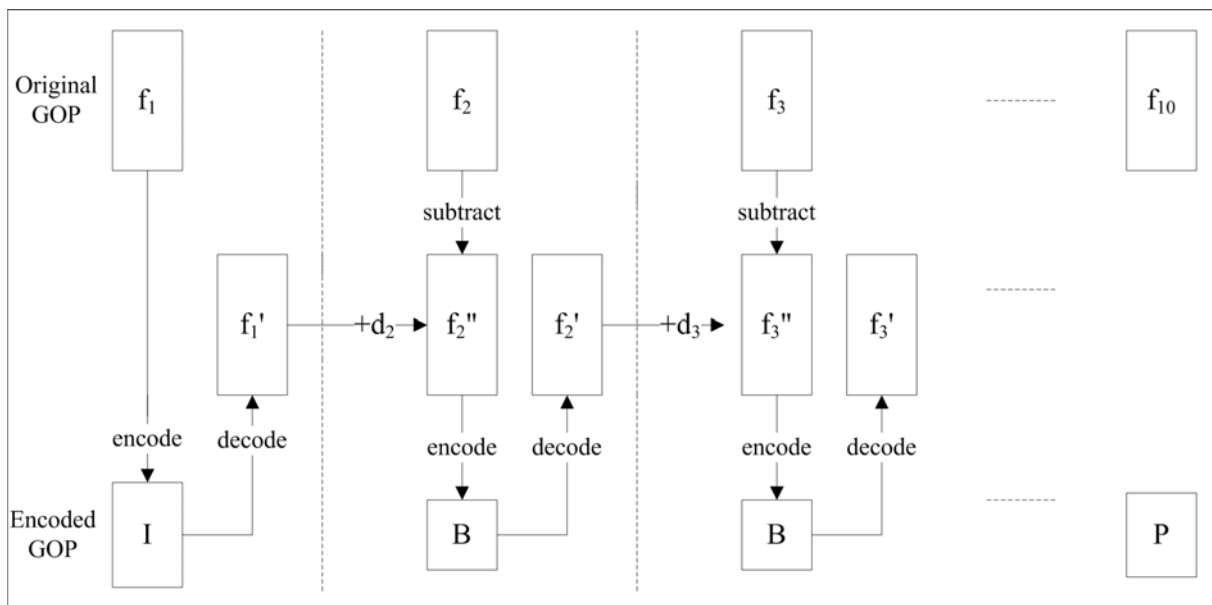 Original
GOP
f₁
f₂
f₃
f₁₀
subtract
subtract
f₁'
+d₂
f₂''
f₂'
+d₃
f₃''
f₃'
encode
decode
encode
decode
encode
decode
Encoded
GOP
I
B
B
P